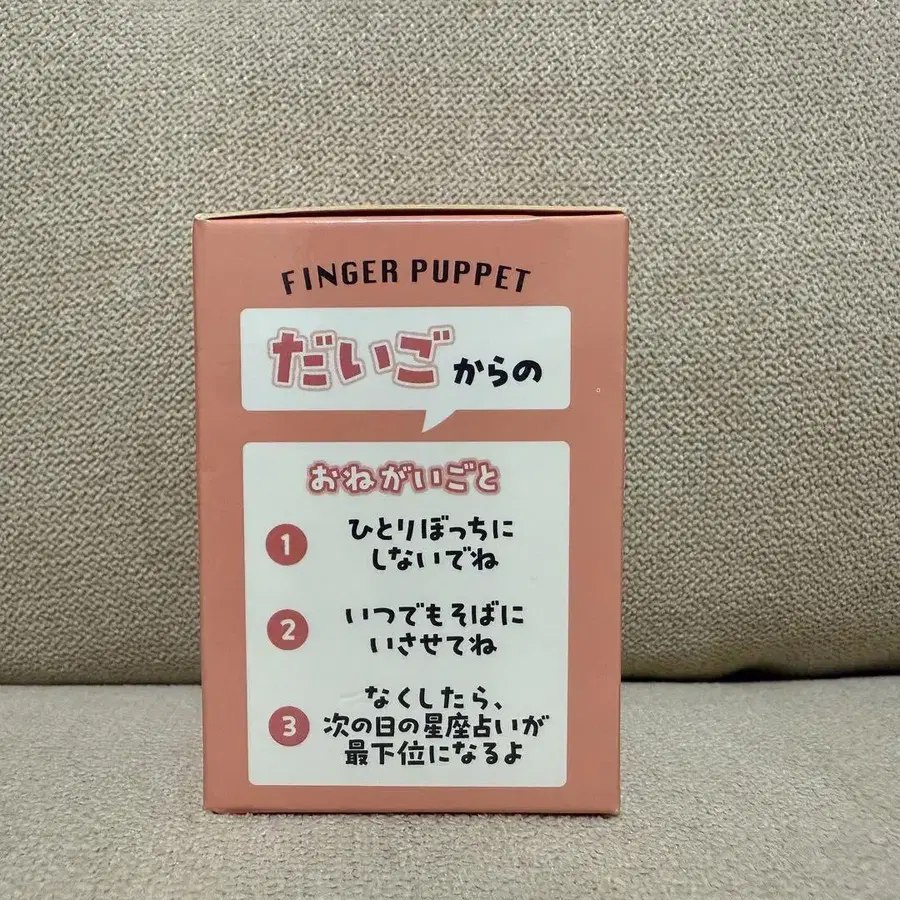 FINGER PUPPET
だいごからの
おねがいごと
1 ひとりぼっちに
しないでね
2 いつでもそばに
いさせてね
3 なくしたら、
次の日の星座占いが
最下位になるよ